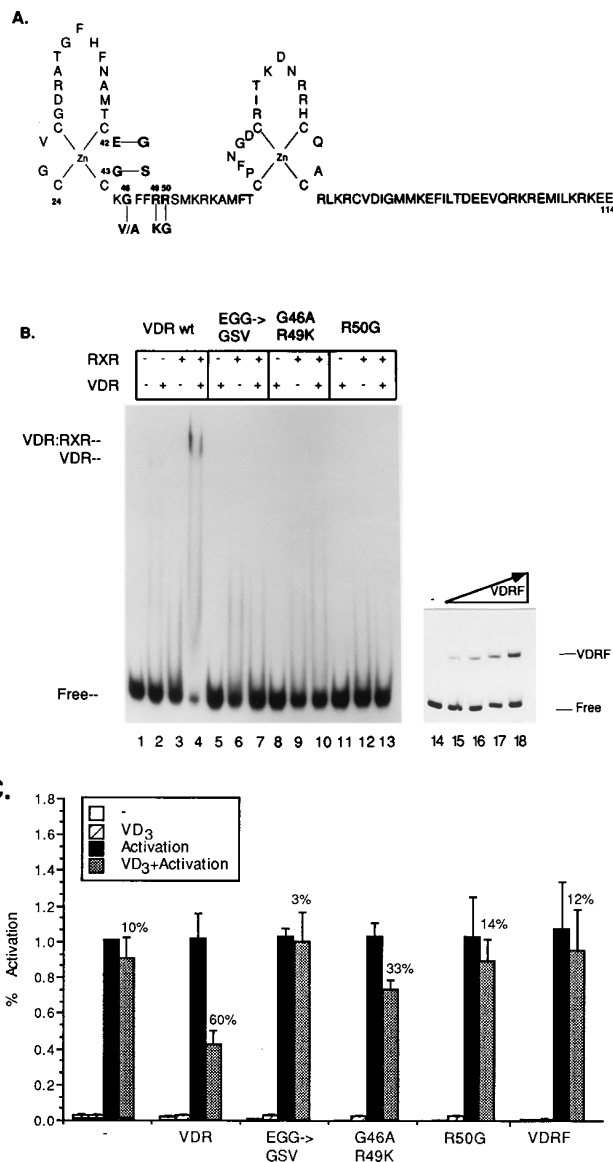 A.
F
G H
T F
A N
R A
D M
G T
C C
V 42 E G
Zn
G 43 G S
C C
24
46 49 50
KGFFRRSMKRKAMFT
V/A KG
D
K N
T R
I R
R H
C C
D Q
G
N Zn
F A
P
C C
RLKRCVDIGMMKEFILTDEEVQRKREMILKRKEE
114
B.
VDR wt EGG-> GSV G46A R49K R50G
RXR - - + + - + + - + + - + +
VDR - + - + + - + + - + + - +
VDR:RXR--
VDR--
Free--
1 2 3 4 5 6 7 8 9 10 11 12 13
- VDRF
VDRF
Free
14 15 16 17 18
C.
-
VD3
Activation
VD3+Activation
% Activation
1.8
1.6
1.4
1.2
1.0
0.8
0.6
0.4
0.2
0.0
10% 60% 3% 33% 14% 12%
- VDR EGG-> GSV G46A R49K R50G VDRF